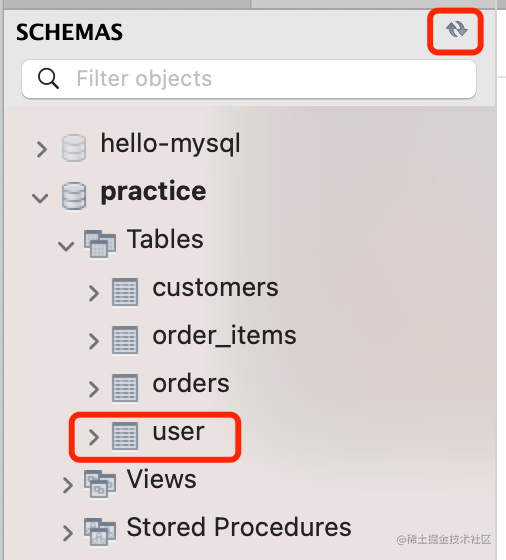 SCHEMAS
Filter objects
hello-mysql
practice
Tables
customers
order_items
orders
user
Views
Stored Procedures
@稀土掘金技术社区